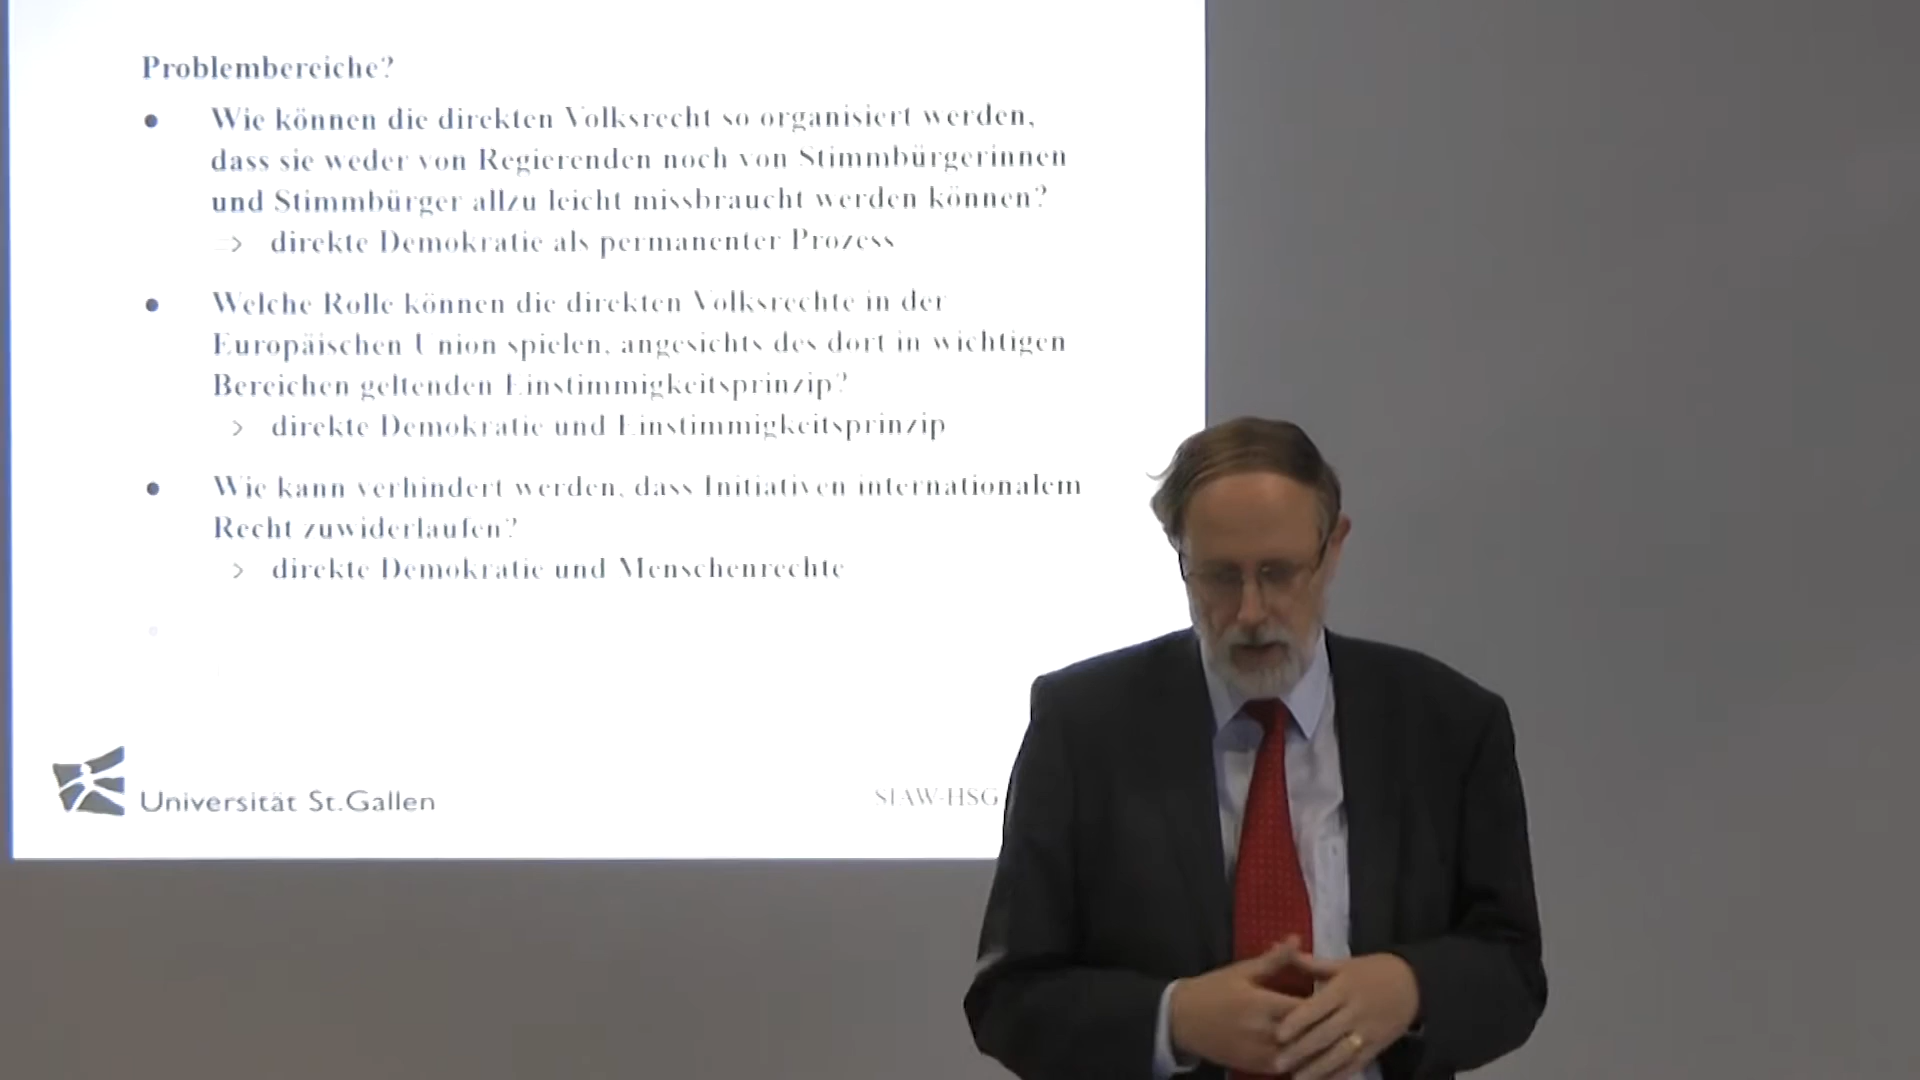 Problembereiche?
• Wie können die direkten Volksrecht so organisiert werden,
dass sie weder von Regierenden noch von Stimmbürgerinnen
und Stimmbürger allzu leicht missbraucht werden können?
=> direkte Demokratie als permanenter Prozess
• Welche Rolle können die direkten Volksrechte in der
Europäischen Union spielen, angesichts des dort in wichtigen
Bereichen geltenden Einstimmigkeitsprinzip?
> direkte Demokratie und Einstimmigkeitsprinzip
• Wie kann verhindert werden, dass Initiativen internationalem
Recht zuwiderlaufen?
> direkte Demokratie und Menschenrechte
Universität St.Gallen
SIAW-HSG